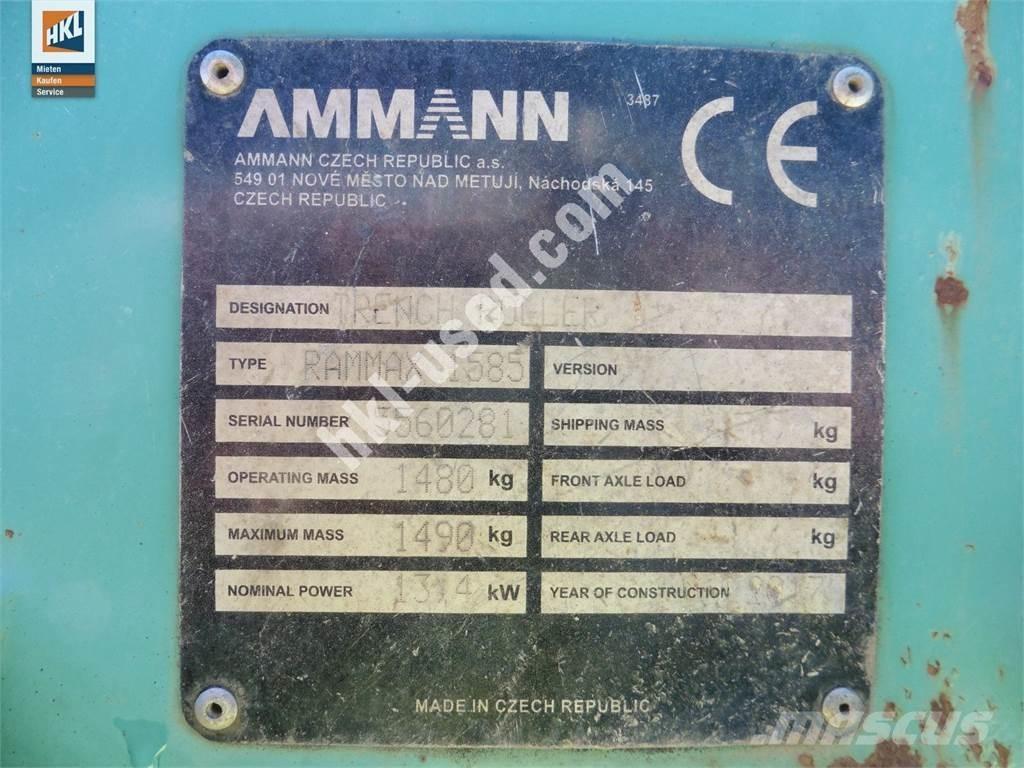 HKL
Mieten
Kaufen
Service
AMMANN
3437
CE
AMMANN CZECH REPUBLIC a.s.
549 01 NOVÉ MĚSTO NAD METUJÍ, Náchodská 145
CZECH REPUBLIC
DESIGNATION TRENCH ROLLER
TYPE RAMMAX 1585
VERSION
SERIAL NUMBER
SHIPPING MASS kg
OPERATING MASS 1480 kg
FRONT AXLE LOAD kg
MAXIMUM MASS 1490 kg
REAR AXLE LOAD kg
NOMINAL POWER kW
YEAR OF CONSTRUCTION
MADE IN CZECH REPUBLIC
hkl-used.com
mascus